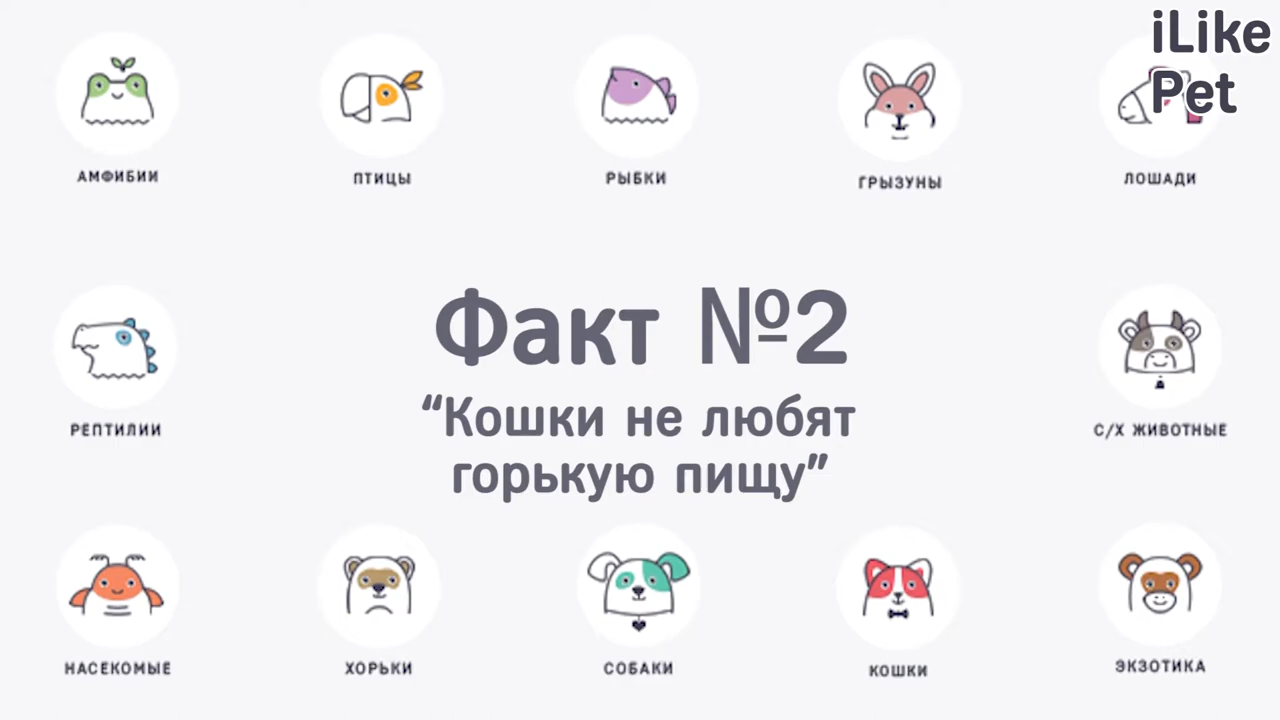 iLike
Pet
АМФИБИИ
ПТИЦЫ
РЫБКИ
ГРЫЗУНЫ
ЛОШАДИ
Факт №2
“Кошки не любят
горькую пищу”
РЕПТИЛИИ
С/Х ЖИВОТНЫЕ
НАСЕКОМЫЕ
ХОРЬКИ
СОБАКИ
КОШКИ
ЭКЗОТИКА